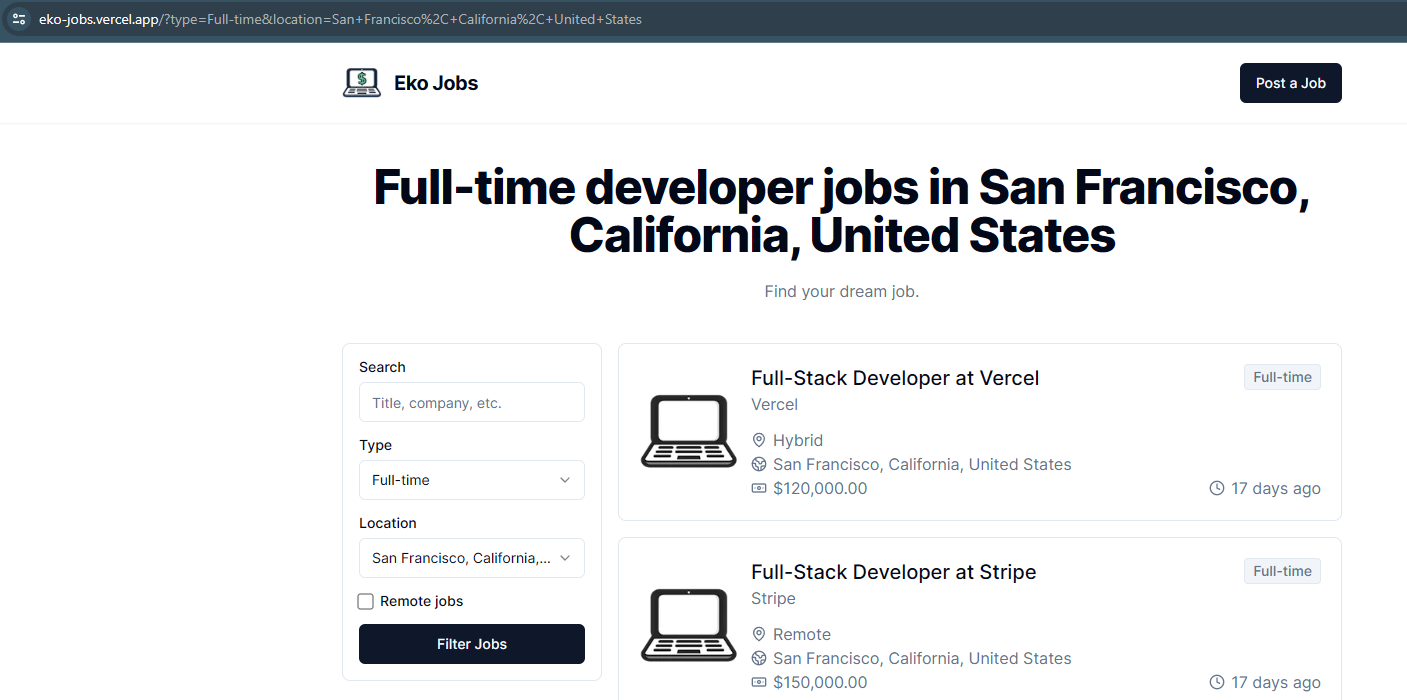 eko-jobs.vercel.app/?type=Full-time&location=San+Francisco%2C+California%2C+United+States
$
Eko Jobs
Post a Job
Full-time developer jobs in San Francisco,
California, United States
Find your dream job.
Search
Title, company, etc.
Type
Full-time
Location
San Francisco, California,...
Remote jobs
Filter Jobs
Full-Stack Developer at Vercel
Full-time
Vercel
Hybrid
San Francisco, California, United States
$120,000.00
17 days ago
Full-Stack Developer at Stripe
Full-time
Stripe
Remote
San Francisco, California, United States
$150,000.00
17 days ago